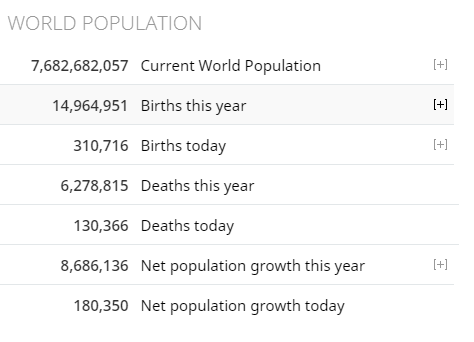 WORLD POPULATION
7,682,682,057 Current World Population [+]
14,964,951 Births this year [+]
310,716 Births today [+]
6,278,815 Deaths this year
130,366 Deaths today
8,686,136 Net population growth this year [+]
180,350 Net population growth today